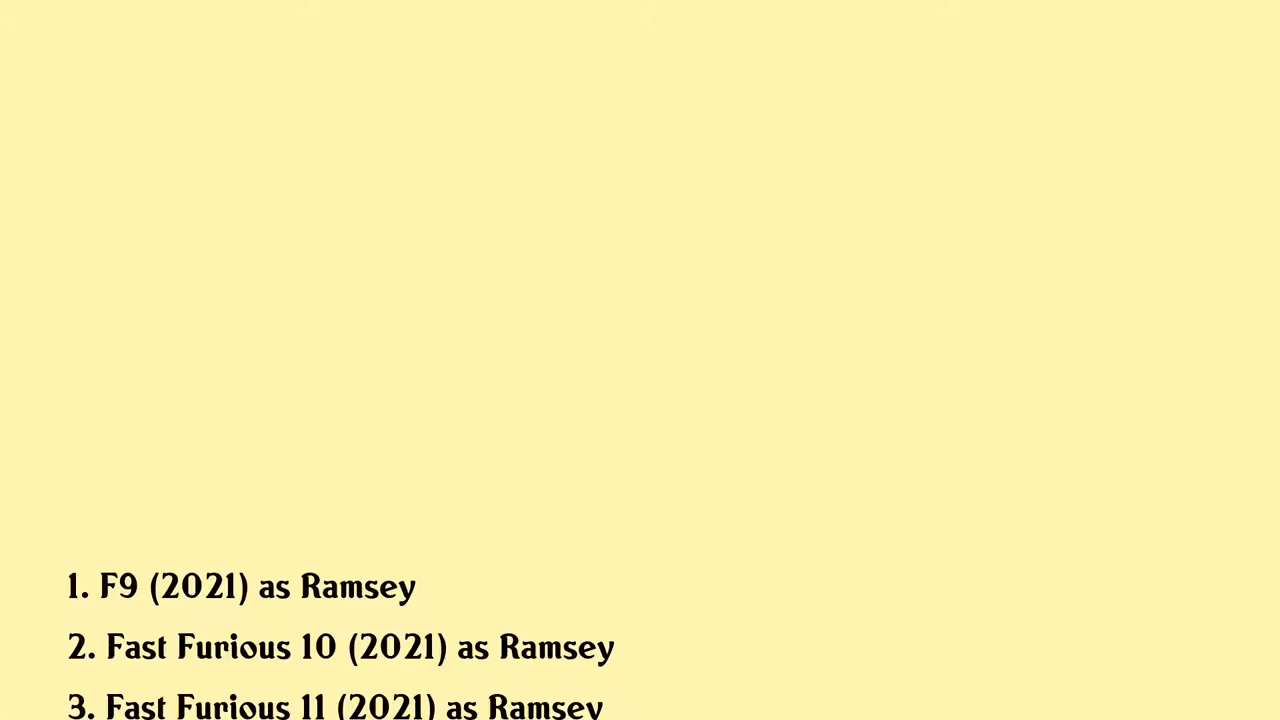 1. F9 (2021) as Ramsey
2. Fast Furious 10 (2021) as Ramsey
3. Fast Furious 11 (2021) as Ramsey